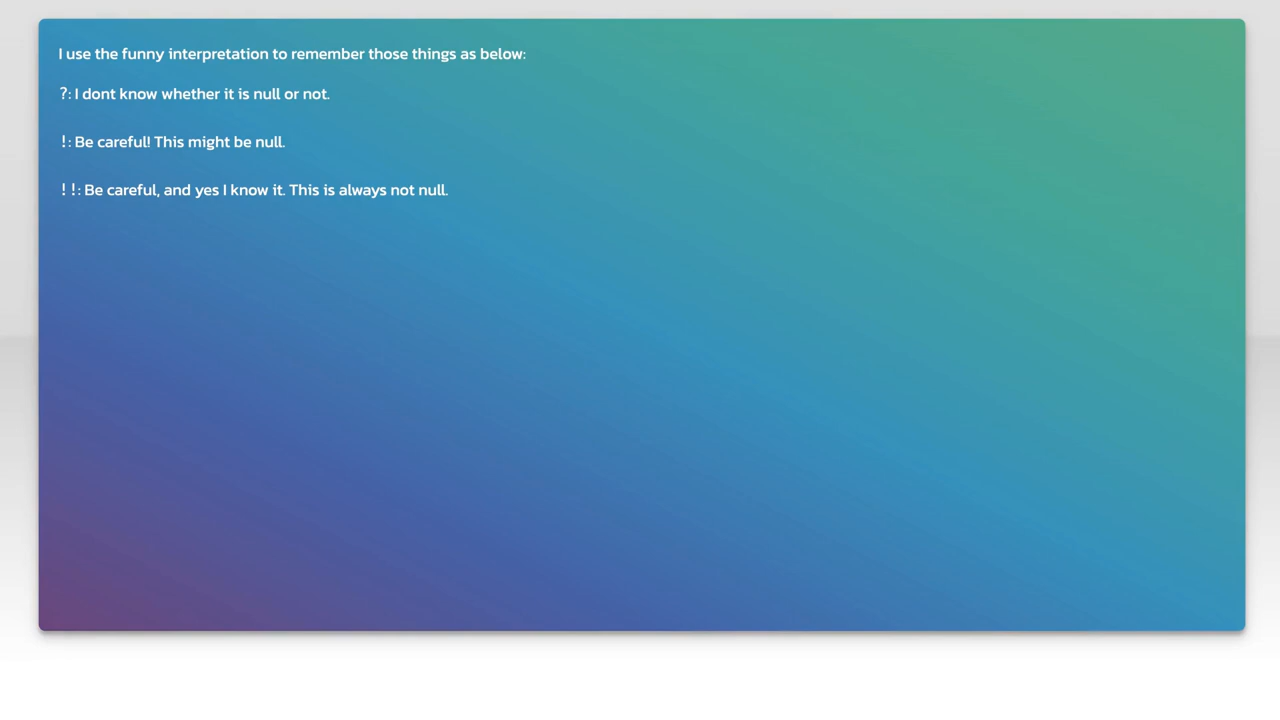 I use the funny interpretation to remember those things as below:
?: I dont know whether it is null or not.
!: Be careful! This might be null.
!!: Be careful, and yes I know it. This is always not null.